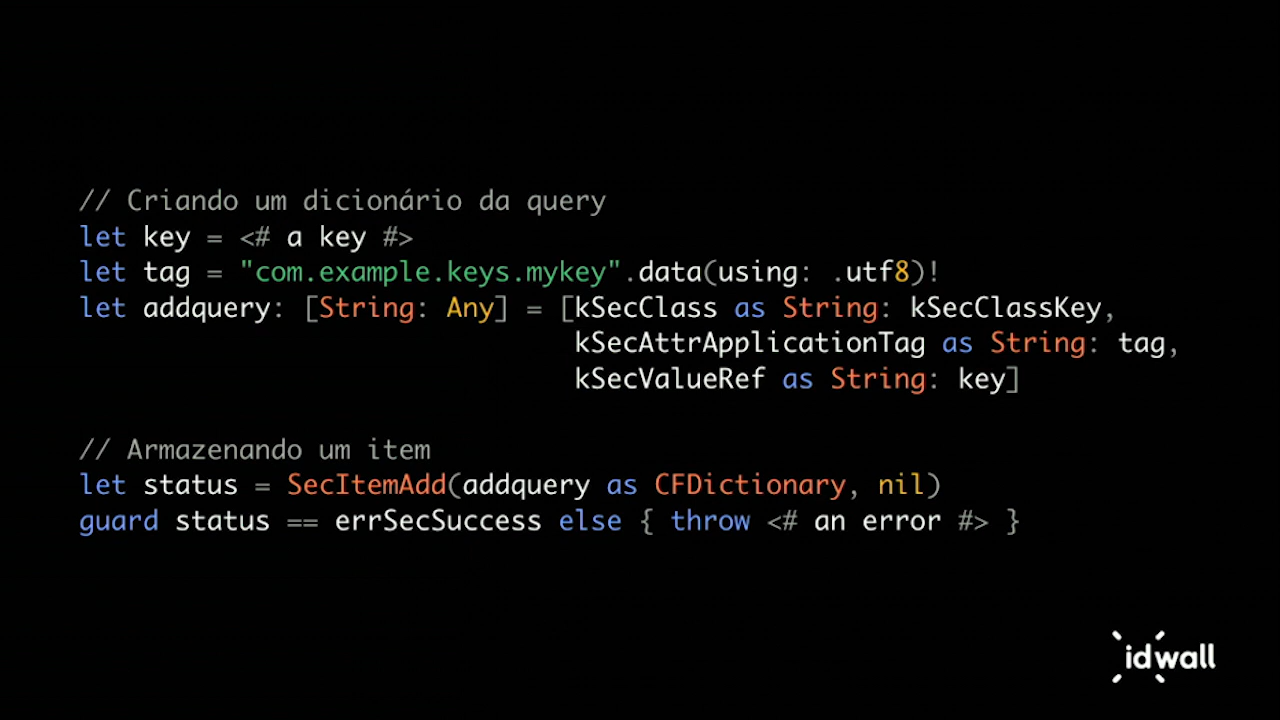 // Criando um dicionário da query
let key = <# a key #>
let tag = "com.example.keys.mykey".data(using: .utf8)!
let addquery: [String: Any] = [kSecClass as String: kSecClassKey,
kSecAttrApplicationTag as String: tag,
kSecValueRef as String: key]
// Armazenando um item
let status = SecItemAdd(addquery as CFDictionary, nil)
guard status == errSecSuccess else { throw <# an error #> }
idwall